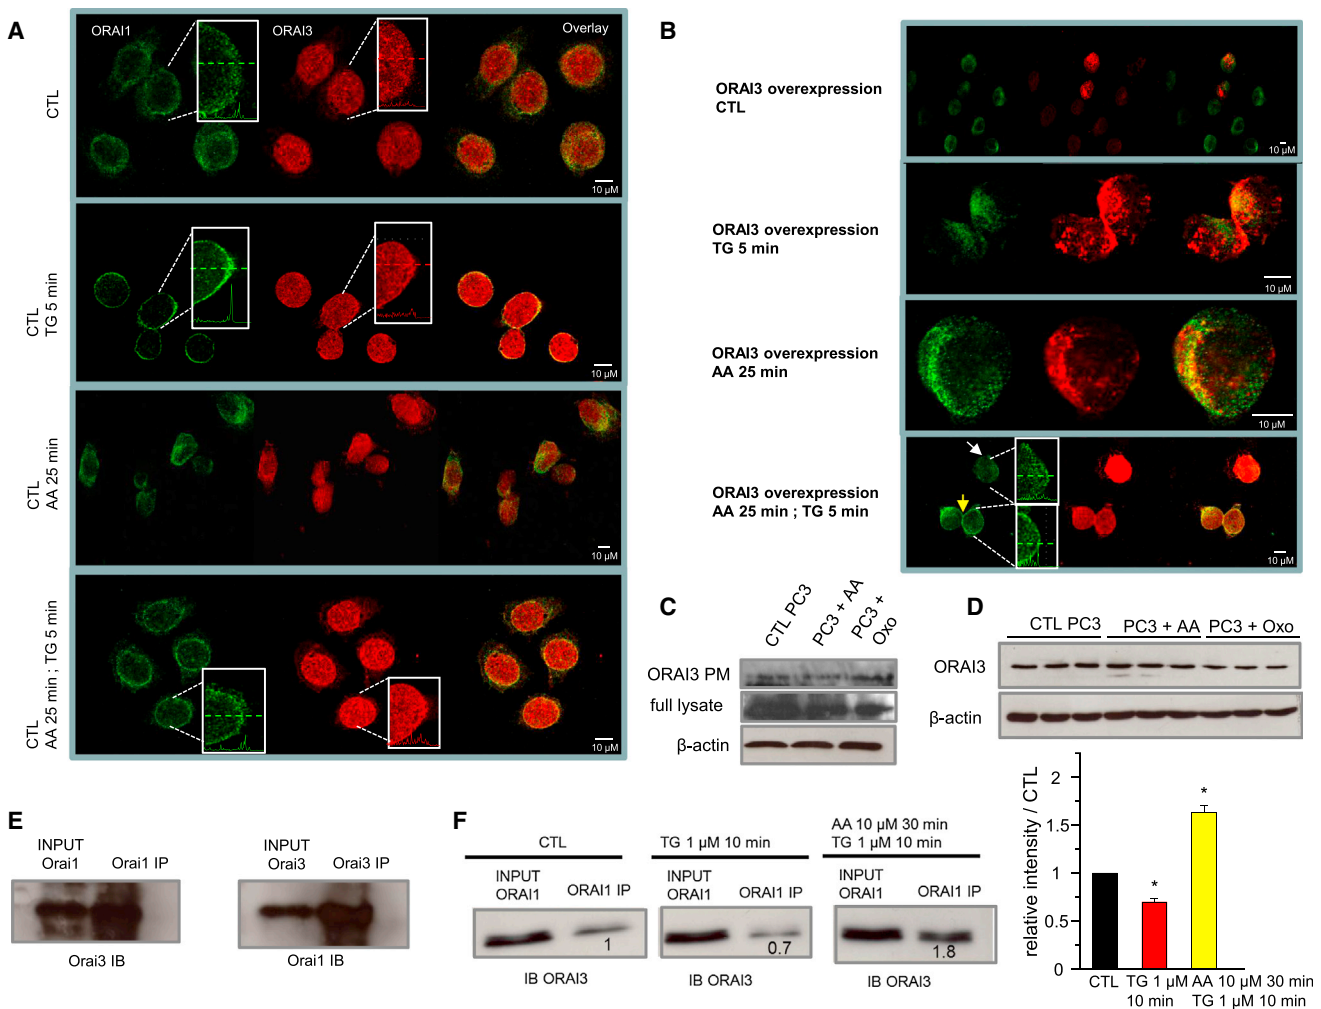 A
ORAI1
ORAI3
Overlay
CTL
10 µM
CTL
TG 5 min
10 µM
CTL
AA 25 min
10 µM
CTL
AA 25 min ; TG 5 min
10 µM
B
ORAI3 overexpression
CTL
10 µM
ORAI3 overexpression
TG 5 min
10 µM
ORAI3 overexpression
AA 25 min
10 µM
ORAI3 overexpression
AA 25 min ; TG 5 min
10 µM
C
CTL PC3
PC3 + AA
PC3 +
Oxo
ORAI3 PM
full lysate
β-actin
D
CTL PC3
PC3 + AA
PC3 + Oxo
ORAI3
β-actin
E
INPUT
Orai1
Orai1 IP
Orai3 IB
INPUT
Orai3
Orai3 IP
Orai1 IB
F
CTL
INPUT
ORAI1
ORAI1 IP
1
IB ORAI3
TG 1 µM 10 min
INPUT
ORAI1
ORAI1 IP
0.7
IB ORAI3
AA 10 µM 30 min
TG 1 µM 10 min
INPUT
ORAI1
ORAI1 IP
1.8
IB ORAI3
relative intensity / CTL
2
1.5
1
0.5
0
*
*
CTL
TG 1 µM
10 min
AA 10 µM 30 min
TG 1 µM 10 min